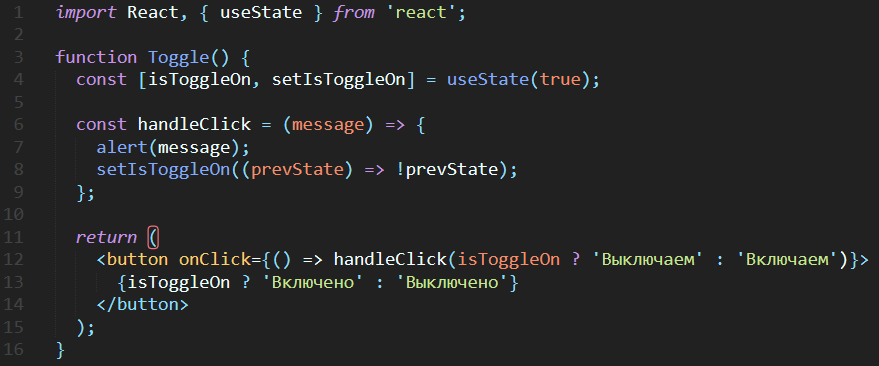 1 import React, { useState } from 'react';
2
3 function Toggle() {
4   const [isToggleOn, setIsToggleOn] = useState(true);
5
6   const handleClick = (message) => {
7     alert(message);
8     setIsToggleOn((prevState) => !prevState);
9   };
10
11   return (
12     <button onClick={() => handleClick(isToggleOn ? 'Выключаем' : 'Включаем')}>
13       {isToggleOn ? 'Включено' : 'Выключено'}
14     </button>
15   );
16 }